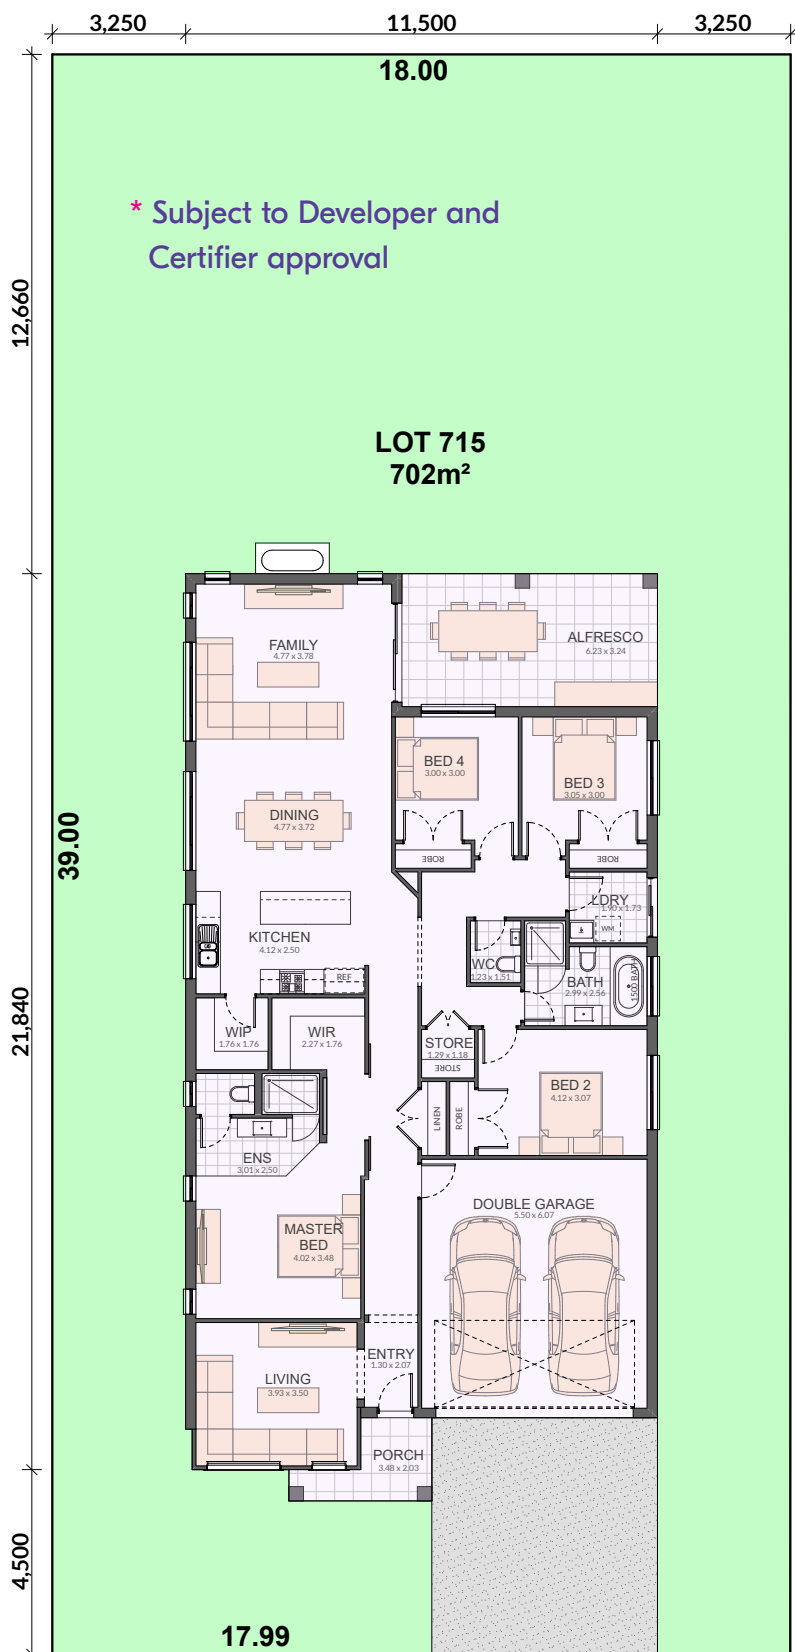 3,250
11,500
3,250
18.00
* Subject to Developer and
Certifier approval
12,660
LOT 715
702m²
FAMILY
4.77 x 3.78
ALFRESCO
6.23 x 3.24
BED 4
3.00 x 3.00
BED 3
3.05 x 3.00
DINING
4.77 x 3.72
39.00
ROBE
ROBE
LDRY
1.90 x 1.73
WM
KITCHEN
4.12 x 2.50
REF
WC
1.23 x 1.51
BATH
2.99 x 2.56
1500 BATH
21,840
WIP
1.76 x 1.76
WIR
2.27 x 1.76
STORE
1.29 x 1.18
STORE
BED 2
4.12 x 3.07
LINEN
ROBE
ENS
3.01 x 2.50
DOUBLE GARAGE
5.50 x 6.07
MASTER
BED
4.02 x 3.48
ENTRY
1.30 x 2.07
LIVING
3.93 x 3.50
PORCH
3.48 x 2.03
4,500
17.99